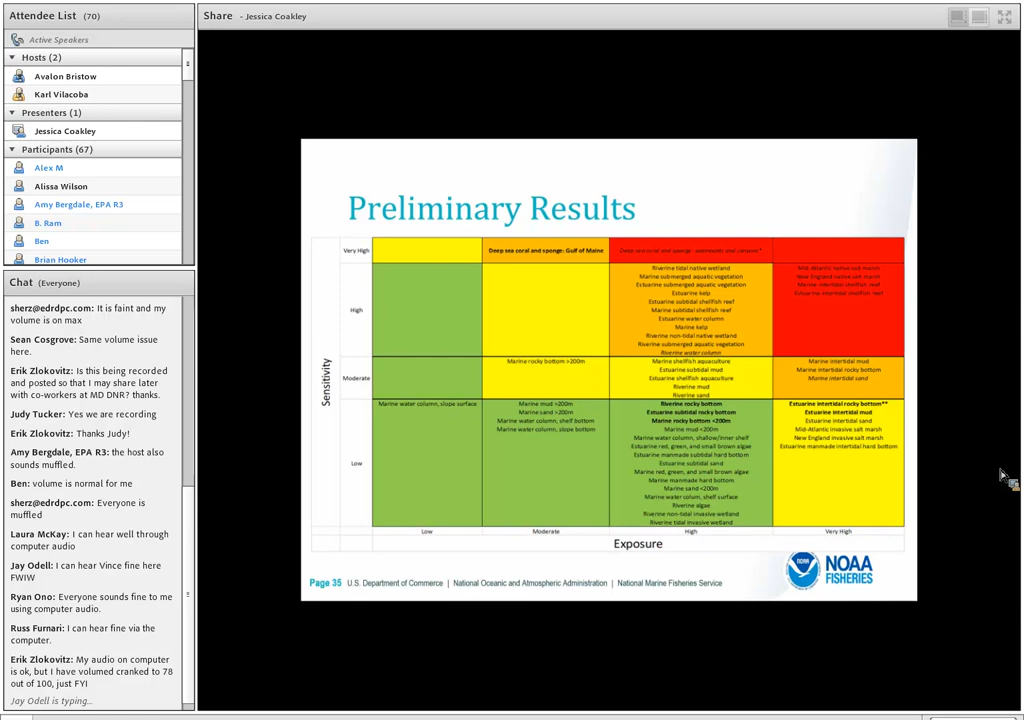 Attendee List (70)
Active Speakers
Hosts (2)
Avalon Bristow
Karl Vilacoba
Presenters (1)
Jessica Coakley
Participants (67)
Alex M
Alissa Wilson
Amy Bergdale, EPA R3
B. Ram
Ben
Brian Hooker
Chat (Everyone)
sherz@edrdpc.com: It is faint and my
volume is on max
Sean Cosgrove: Same volume issue
here.
Erik Zlokovitz: Is this being recorded
and posted so that I may share later
with co-workers at MD DNR? thanks.
Judy Tucker: Yes we are recording
Erik Zlokovitz: Thanks Judy!
Amy Bergdale, EPA R3: the host also
sounds muffled.
Ben: volume is normal for me
sherz@edrdpc.com: Everyone is
muffled
Laura McKay: I can hear well through
computer audio
Jay Odell: I can hear Vince fine here
FWIW
Ryan Ono: Everyone sounds fine to me
using computer audio.
Russ Furnari: I can hear fine via the
computer.
Erik Zlokovitz: My audio on computer
is ok, but I have volumed cranked to 78
out of 100, just FYI
Jay Odell is typing...
Share - Jessica Coakley
Preliminary Results
Sensitivity
Very High
Deep sea coral and sponge: Gulf of Maine
Deep sea coral and sponge: seamounts and canyons*
High
Riverine tidal native wetland
Marine submerged aquatic vegetation
Estuarine submerged aquatic vegetation
Estuarine kelp
Estuarine subtidal shellfish reef
Marine subtidal shellfish reef
Estuarine water column
Marine kelp
Riverine non-tidal native wetland
Riverine submerged aquatic vegetation
Riverine water column
Mid-Atlantic native salt marsh
New England native salt marsh
Marine intertidal shellfish reef
Estuarine intertidal shellfish reef
Moderate
Marine rocky bottom >200m
Marine shellfish aquaculture
Estuarine subtidal mud
Estuarine shellfish aquaculture
Riverine mud
Riverine sand
Marine intertidal mud
Marine intertidal rocky bottom
Marine intertidal sand
Low
Marine water column, slope surface
Marine mud >200m
Marine sand >200m
Marine water column, shelf bottom
Marine water column, slope bottom
Riverine rocky bottom
Estuarine subtidal rocky bottom
Marine rocky bottom <200m
Marine mud <200m
Marine water column, shallow/inner shelf
Estuarine red, green, and small brown algae
Estuarine manmade subtidal hard bottom
Estuarine subtidal sand
Marine red, green, and small brown algae
Marine manmade hard bottom
Marine sand <200m
Marine water colum, shelf surface
Riverine algae
Riverine non-tidal invasive wetland
Riverine tidal invasive wetland
Estuarine intertidal rocky bottom**
Estuarine intertidal mud
Estuarine intertidal sand
Mid-Atlantic invasive salt marsh
New England invasive salt marsh
Estuarine manmade intertidal hard bottom
Low
Moderate
High
Very High
Exposure
Page 35 U.S. Department of Commerce | National Oceanic and Atmospheric Administration | National Marine Fisheries Service
NOAA
FISHERIES